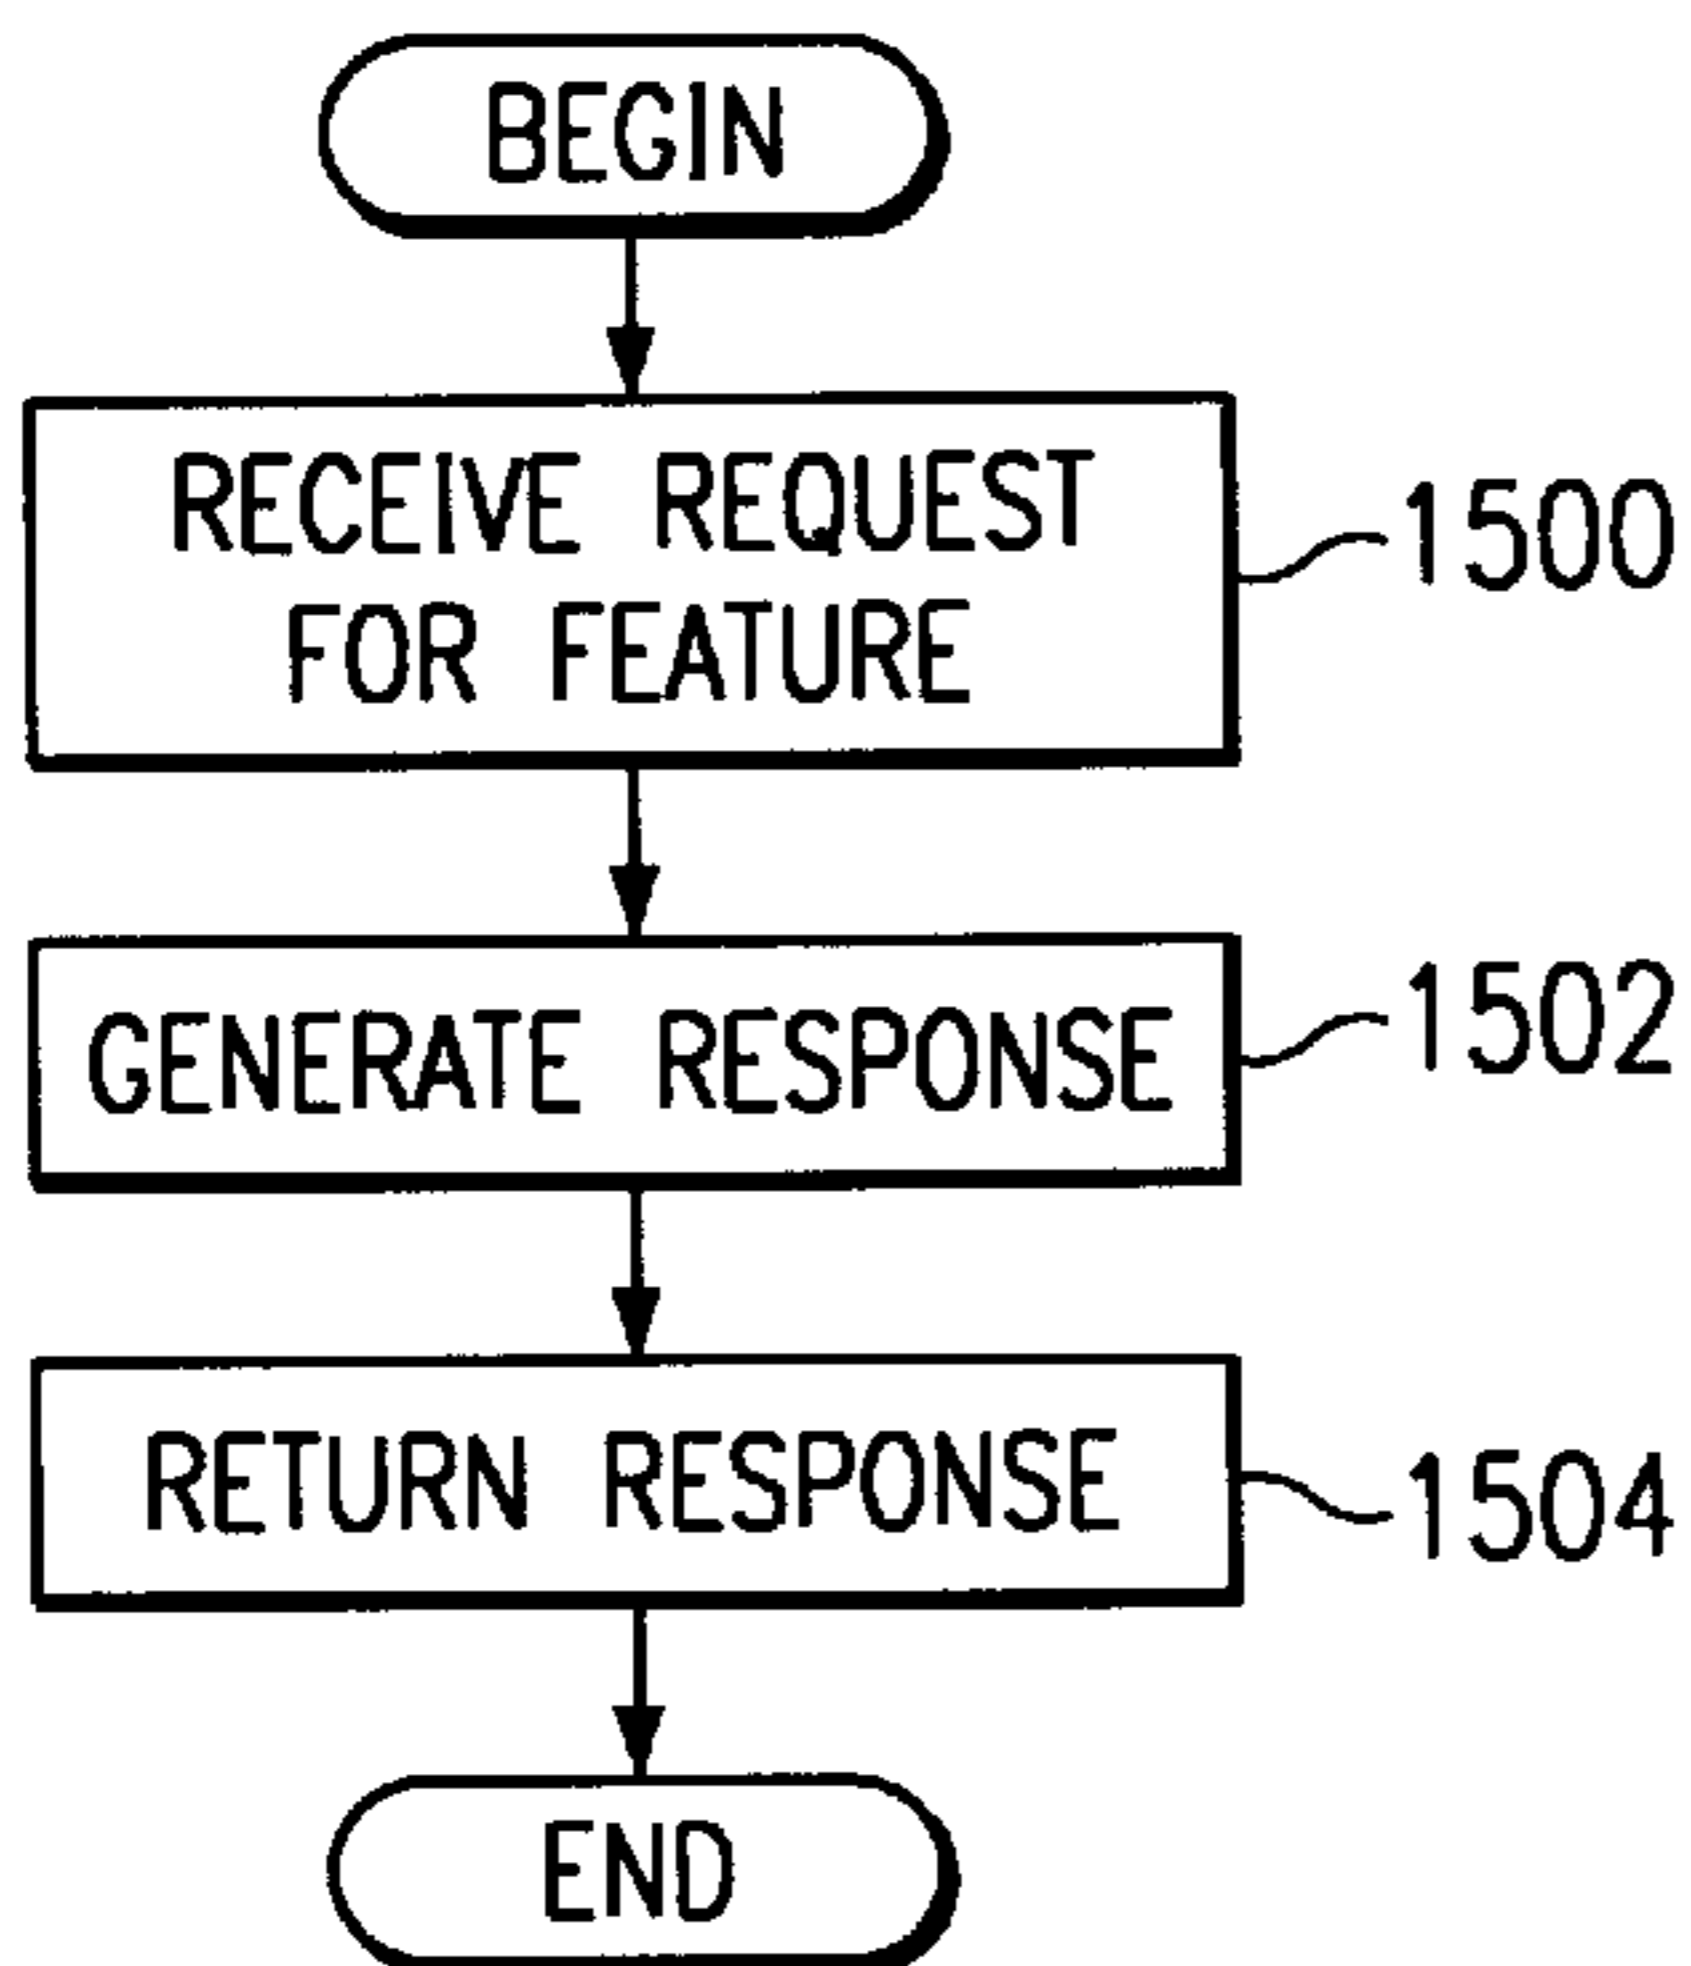 BEGIN
RECEIVE REQUEST
FOR FEATURE
1500
GENERATE RESPONSE
1502
RETURN RESPONSE
1504
END